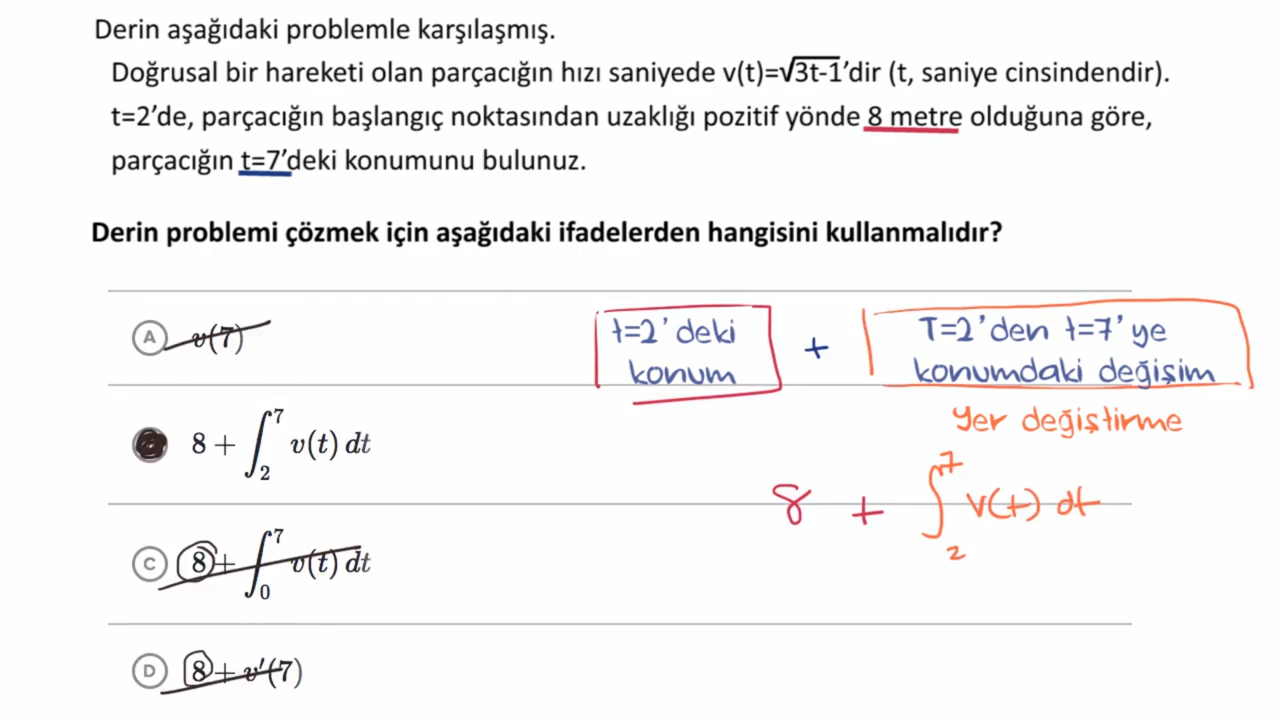 Derin aşağıdaki problemle karşılaşmış.
Doğrusal bir hareketi olan parçacığın hızı saniyede v(t)=√3t-1'dir (t, saniye cinsindendir).
t=2'de, parçacığın başlangıç noktasından uzaklığı pozitif yönde 8 metre olduğuna göre,
parçacığın t=7'deki konumunu bulunuz.
Derin problemi çözmek için aşağıdaki ifadelerden hangisini kullanmalıdır?
A v(7)
t=2'deki konum + T=2'den t=7'ye konumdaki değişim
yer değiştirme
8 + ∫₂⁷ v(t) dt
8 + ∫₂⁷ v(t) dt
C 8 + ∫₀⁷ v(t) dt
D 8 + v'(7)